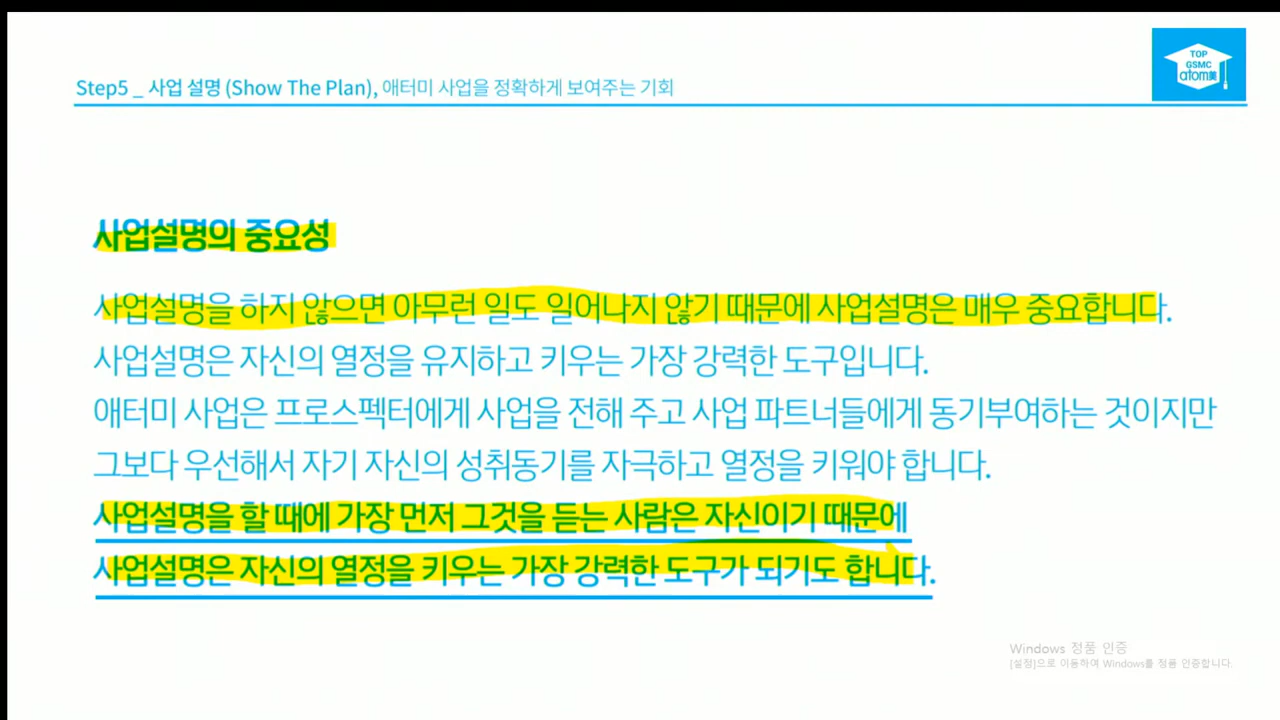 Step5 _ 사업 설명 (Show The Plan), 애터미 사업을 정확하게 보여주는 기회
TOP
GSMC
atom美
사업설명의 중요성
사업설명을 하지 않으면 아무런 일도 일어나지 않기 때문에 사업설명은 매우 중요합니다.
사업설명은 자신의 열정을 유지하고 키우는 가장 강력한 도구입니다.
애터미 사업은 프로스펙터에게 사업을 전해 주고 사업 파트너들에게 동기부여하는 것이지만
그보다 우선해서 자기 자신의 성취동기를 자극하고 열정을 키워야 합니다.
사업설명을 할 때에 가장 먼저 그것을 듣는 사람은 자신이기 때문에
사업설명은 자신의 열정을 키우는 가장 강력한 도구가 되기도 합니다.
Windows 정품 인증
[설정]으로 이동하여 Windows를 정품 인증합니다.